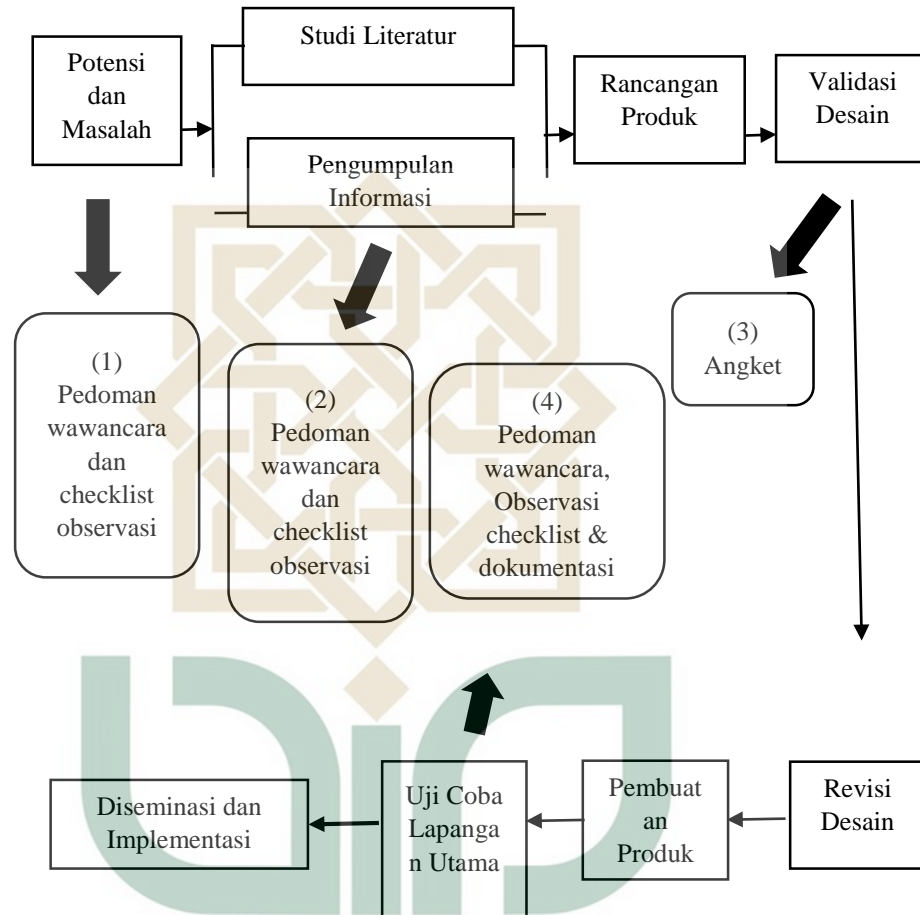 Potensi
dan
Masalah
Studi Literatur
Pengumpulan
Informasi
Rancangan
Produk
Validasi
Desain
(1)
Pedoman
wawancara
dan
checklist
observasi
(2)
Pedoman
wawancara
dan
checklist
observasi
(4)
Pedoman
wawancara,
Observasi
checklist &
dokumentasi
(3)
Angket
Diseminasi dan
Implementasi
Uji Coba
Lapanga
n Utama
Pembuat
an
Produk
Revisi
Desain